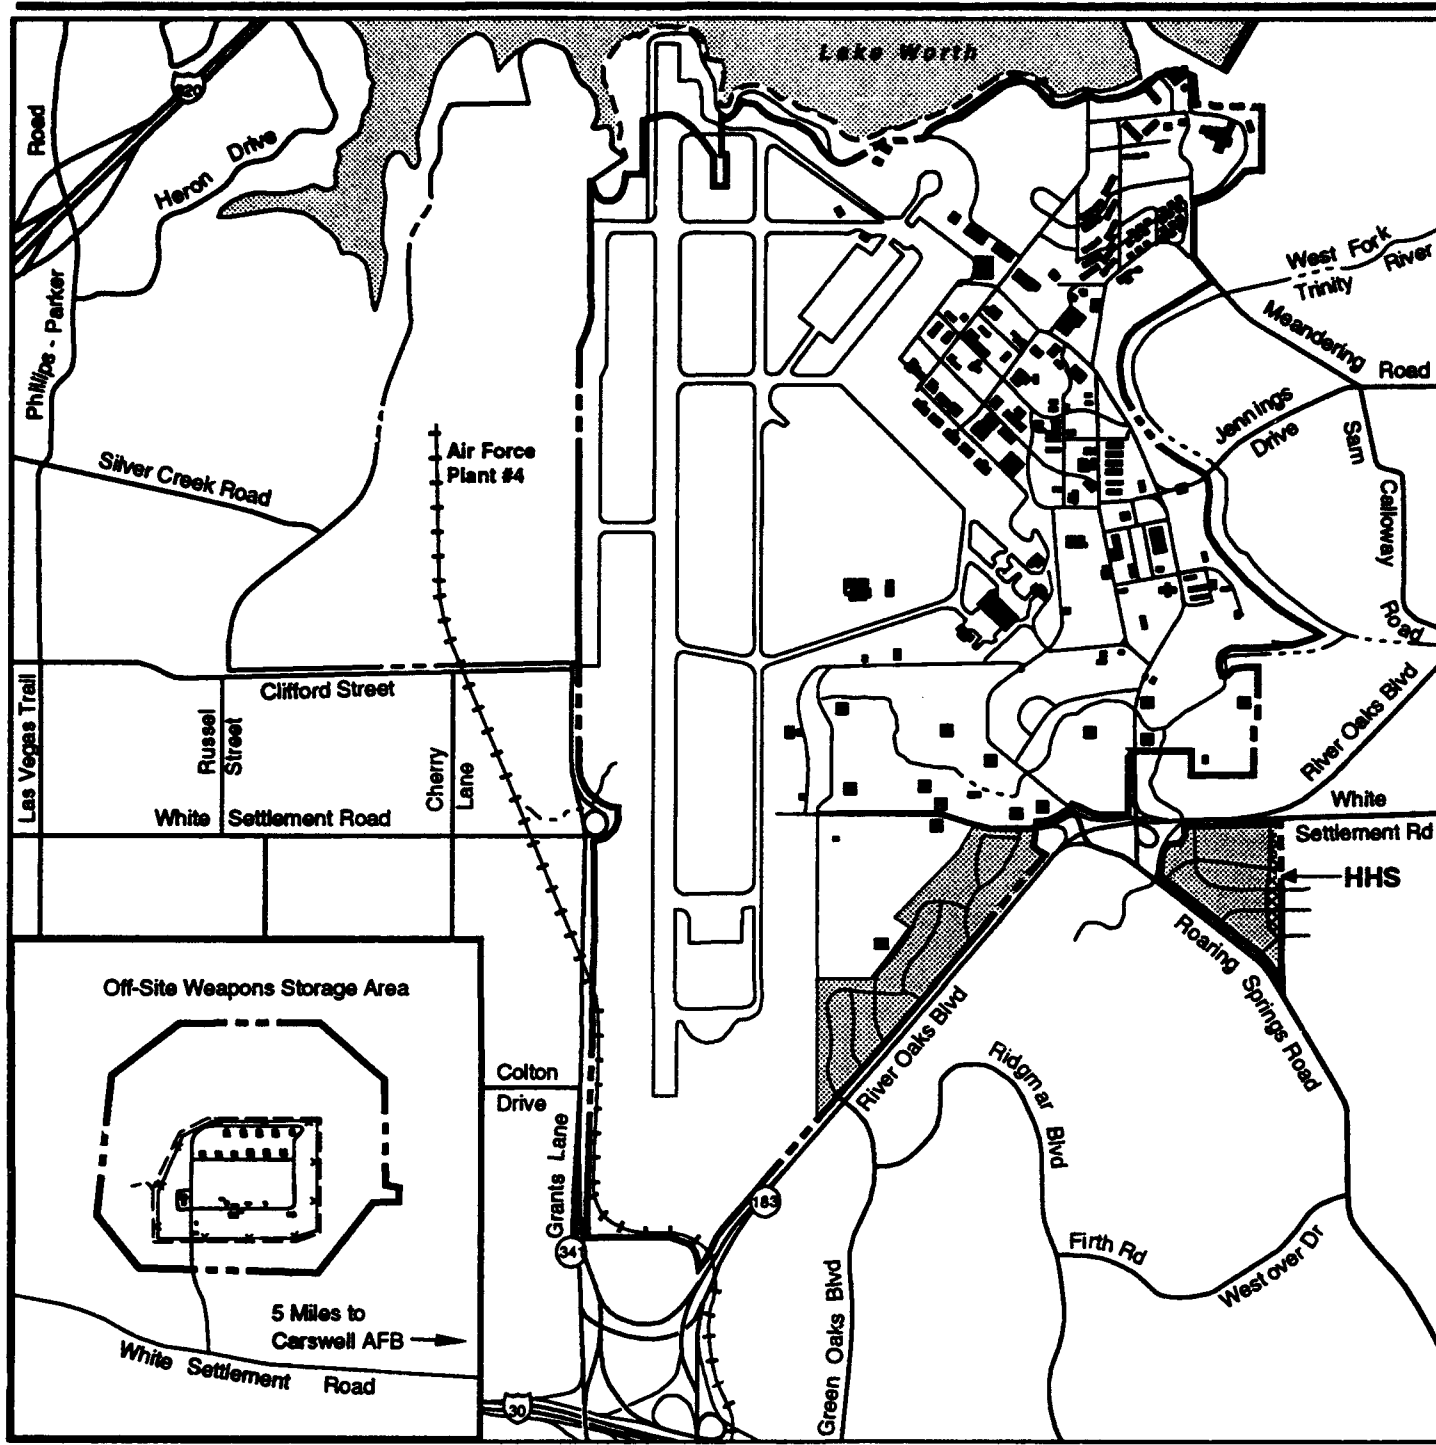 Lake Worth
820
Road
Heron Drive
Phillips - Parker
West Fork
Trinity River
Meandering Road
Jennings
Drive
Sam Calloway Road
Air Force
Plant #4
Silver Creek Road
Clifford Street
Las Vegas Trail
Russel
Street
Cherry
Lane
White Settlement Road
River Oaks Blvd
White
Settlement Rd
HHS
Roaring Springs Road
Off-Site Weapons Storage Area
Colton
Drive
River Oaks Blvd
Ridgmar Blvd
Grants Lane
183
341
Firth Rd
Westover Dr
Green Oaks Blvd
5 Miles to
Carswell AFB
White Settlement Road
30